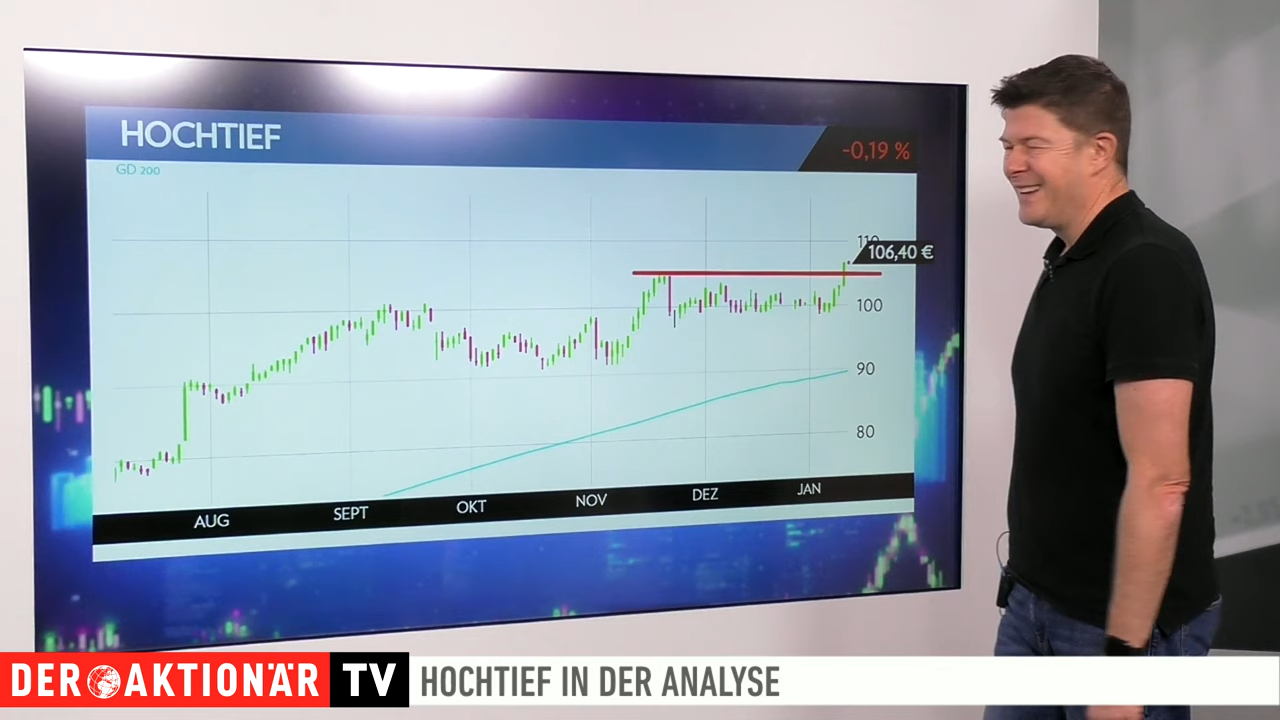 HOCHTIEF
-0,19 %
GD 200
110
106,40 €
100
90
80
AUG
SEPT
OKT
NOV
DEZ
JAN
DER AKTIONÄR TV
HOCHTIEF IN DER ANALYSE